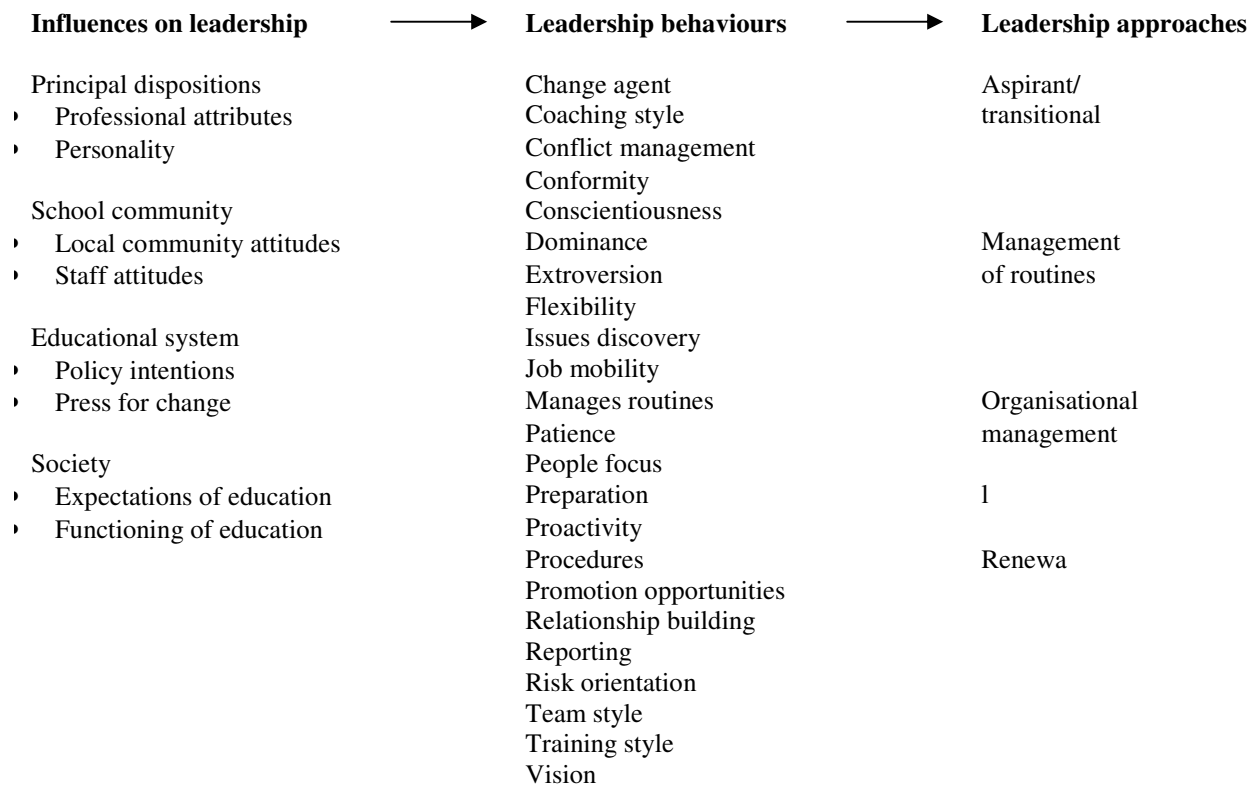 Influences on leadership
Principal dispositions
• Professional attributes
• Personality
School community
• Local community attitudes
• Staff attitudes
Educational system
• Policy intentions
• Press for change
Society
• Expectations of education
• Functioning of education
Leadership behaviours
Change agent
Coaching style
Conflict management
Conformity
Conscientiousness
Dominance
Extroversion
Flexibility
Issues discovery
Job mobility
Manages routines
Patience
People focus
Preparation
Proactivity
Procedures
Promotion opportunities
Relationship building
Reporting
Risk orientation
Team style
Training style
Vision
Leadership approaches
Aspirant/
transitional
Management
of routines
Organisational
management
l
Renewa